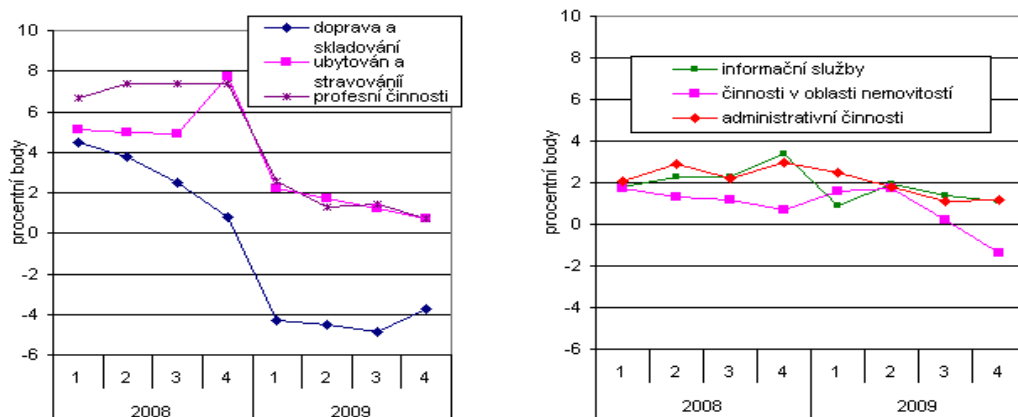 10
8
6
4
2
0
-2
-4
-6
procentní body
doprava a
skladování
ubytován a
stravováníí
profesní činnosti
1 2 3 4 1 2 3 4
2008 2009
10
8
6
4
2
0
-2
-4
-6
procentní body
informační služby
činnosti v oblasti nemovitostí
administrativní činnosti
1 2 3 4 1 2 3 4
2008 2009